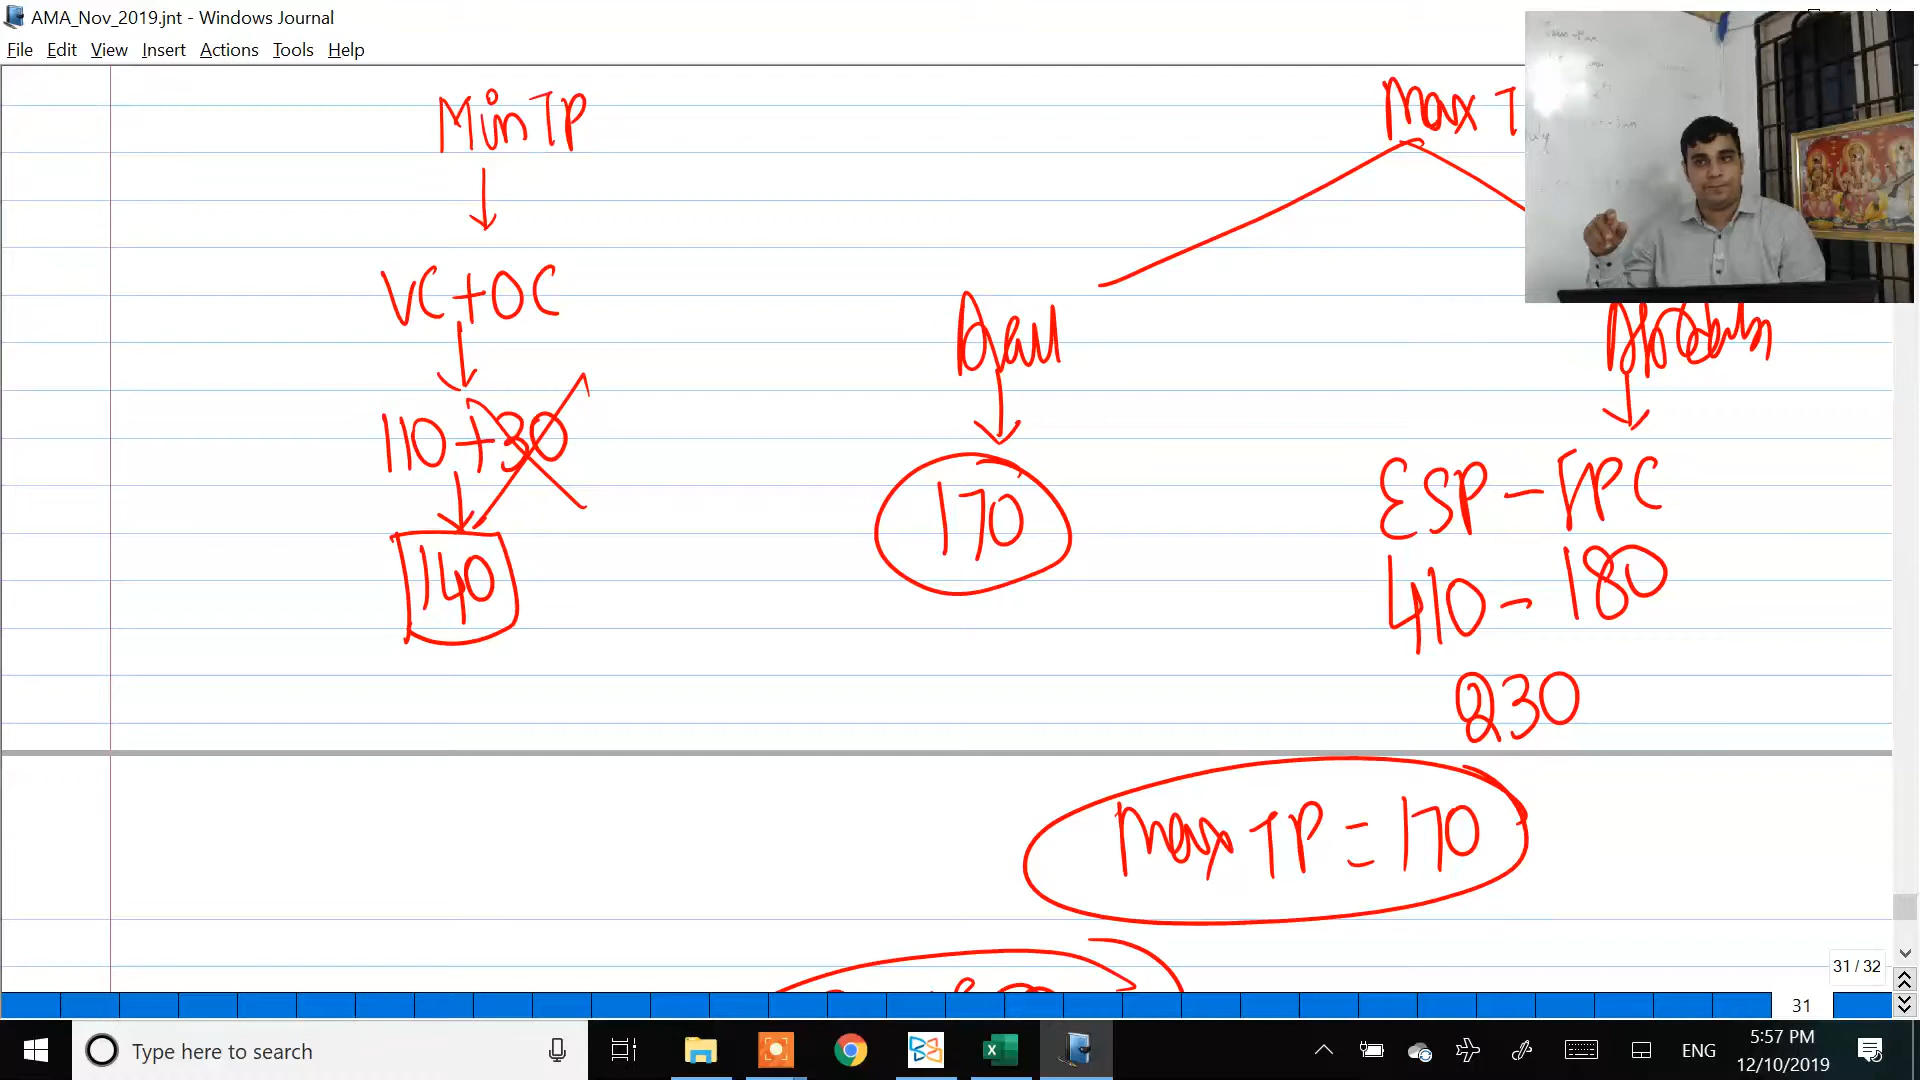 AMA_Nov_2019.jnt - Windows Journal
File Edit View Insert Actions Tools Help
Min TP
Max T
VC+OC
110+30
140
170
ESP-FPC
410-180
230
Max TP = 170
31 / 32
31
Type here to search
ENG
5:57 PM
12/10/2019